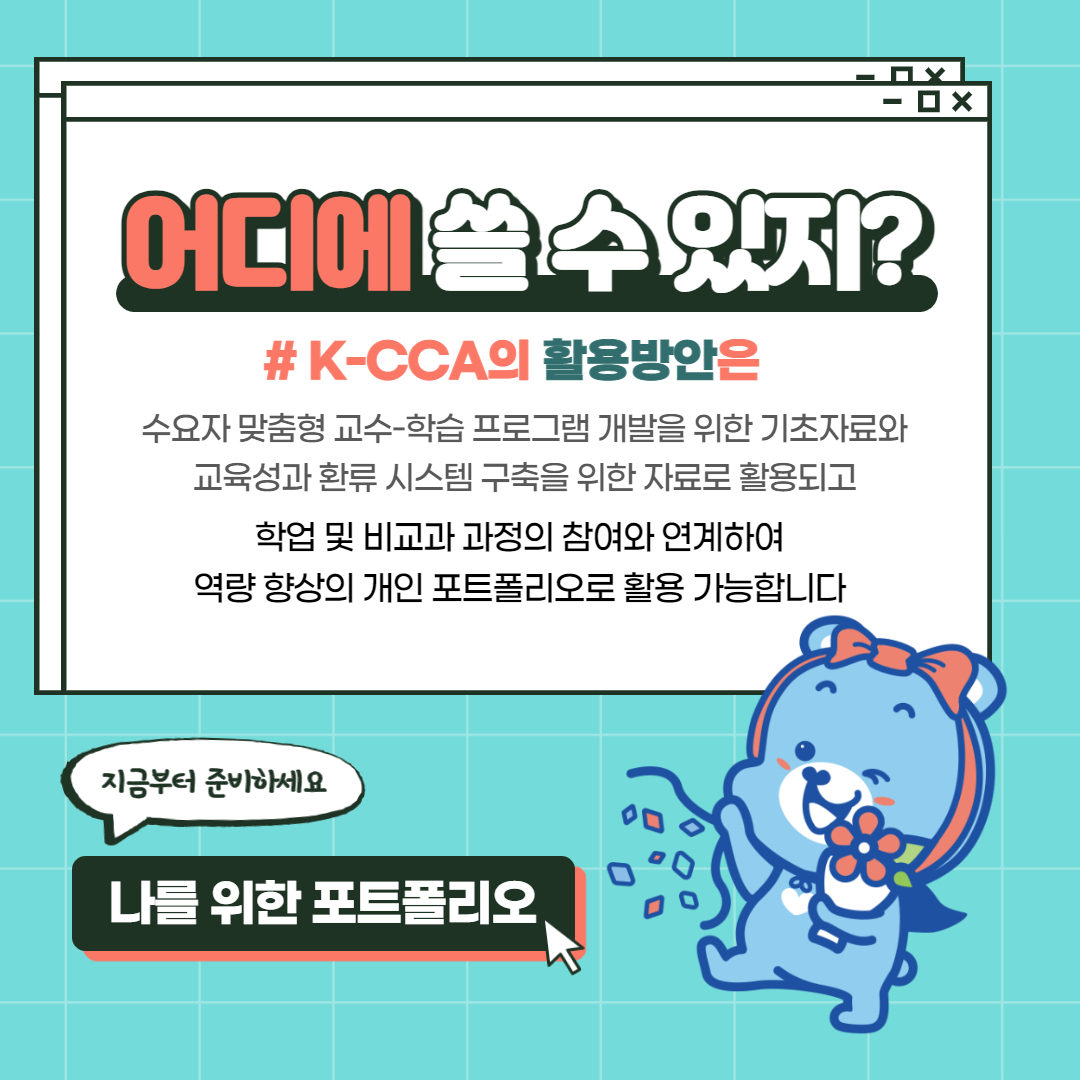 어디에 쓸 수 있지?
# K-CCA의 활용방안은
수요자 맞춤형 교수-학습 프로그램 개발을 위한 기초자료와
교육성과 환류 시스템 구축을 위한 자료로 활용되고
학업 및 비교과 과정의 참여와 연계하여
역량 향상의 개인 포트폴리오로 활용 가능합니다
지금부터 준비하세요
나를 위한 포트폴리오